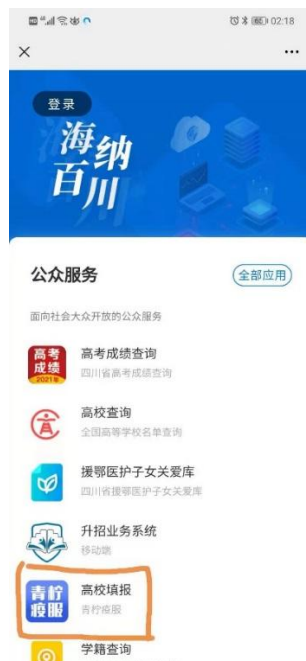 02:18
登录
海纳
百川
公众服务
全部应用
面向社会大众开放的公众服务
高考
成绩
2021年
高考成绩查询
四川省高考成绩查询
高校查询
全国高等学校名单查询
援鄂医护子女关爱库
四川省援鄂医护子女关爱库
升招业务系统
移动端
青柠
疫服
高校填报
青柠疫服
学籍查询